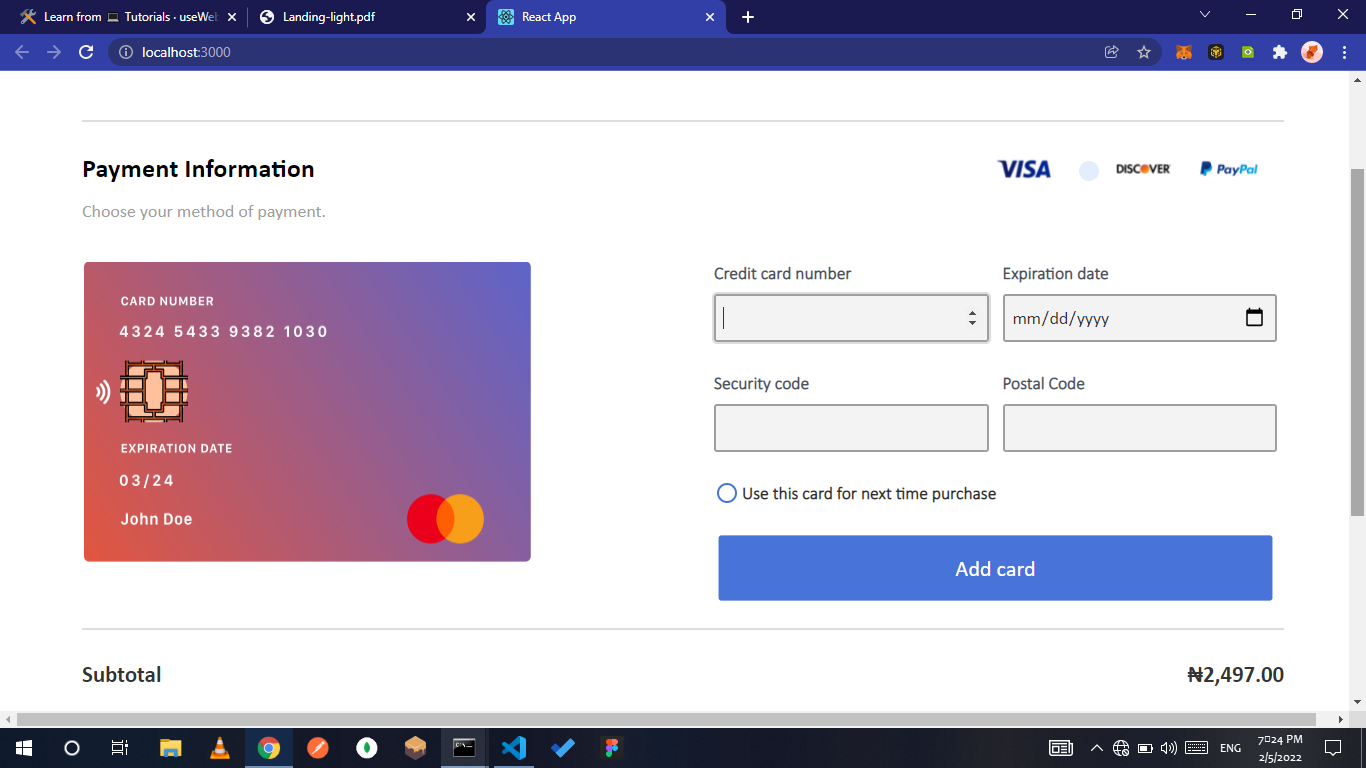 Learn from 💻 Tutorials · useWeb
Landing-light.pdf
React App
localhost:3000
Payment Information
VISA
DISCOVER
PayPal
Choose your method of payment.
CARD NUMBER
4324 5433 9382 1030
EXPIRATION DATE
03/24
John Doe
Credit card number
Expiration date
mm/dd/yyyy
Security code
Postal Code
Use this card for next time purchase
Add card
Subtotal
₦2,497.00
ENG
7□24 PM
2/5/2022